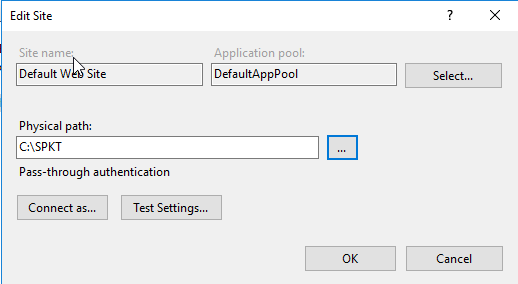 Edit Site
?
Site name:
Application pool:
Default Web Site
DefaultAppPool
Select...
Physical path:
C:\SPKT
...
Pass-through authentication
Connect as...
Test Settings...
OK
Cancel